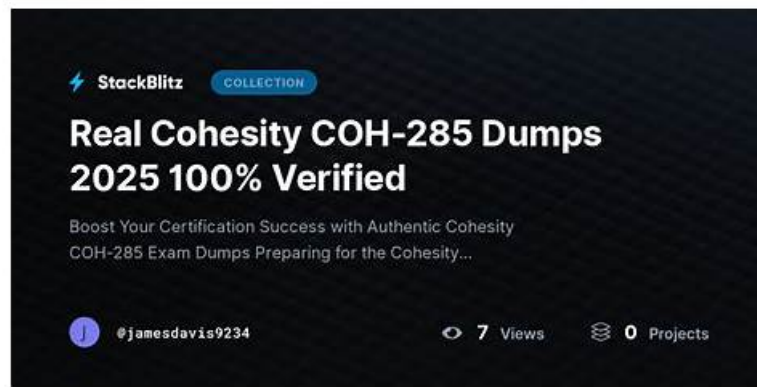 StackBlitz COLLECTION
Real Cohesity COH-285 Dumps
2025 100% Verified
Boost Your Certification Success with Authentic Cohesity
COH-285 Exam Dumps Preparing for the Cohesity...
J @jamesdavis9234 7 Views 0 Projects